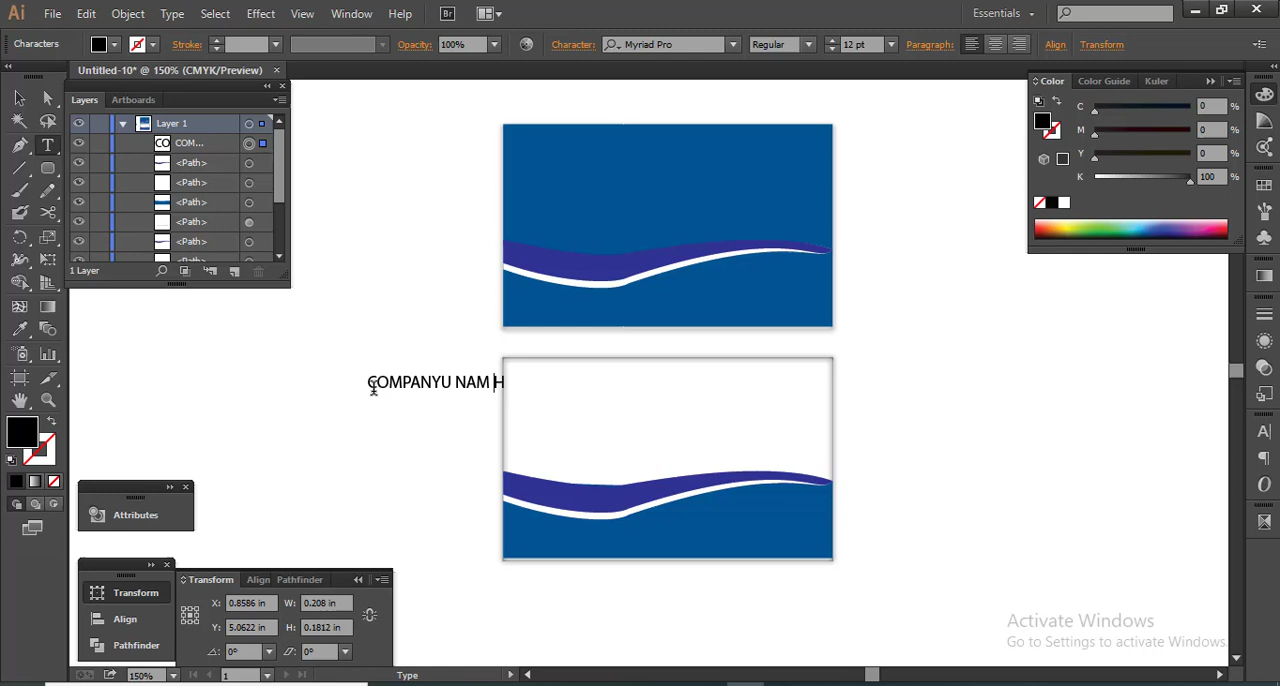 Ai File Edit Object Type Select Effect View Window Help Br Essentials
Characters Stroke: Opacity: 100% Character: Myriad Pro Regular 12 pt Paragraph: Align Transform
Untitled-10* @ 150% (CMYK/Preview)
Layers Artboards
Layer 1
CO COM...
<Path>
<Path>
<Path>
<Path>
<Path>
1 Layer
Color Color Guide Kuler
C 0 %
M 0 %
Y 0 %
K 100 %
COMPANYU NAM H
Attributes
Transform
Align
Pathfinder
Transform Align Pathfinder
X: 0.8586 in W: 0.208 in
Y: 5.0622 in H: 0.1812 in
0° 0°
Activate Windows
Go to Settings to activate Windows.
150% 1 Type